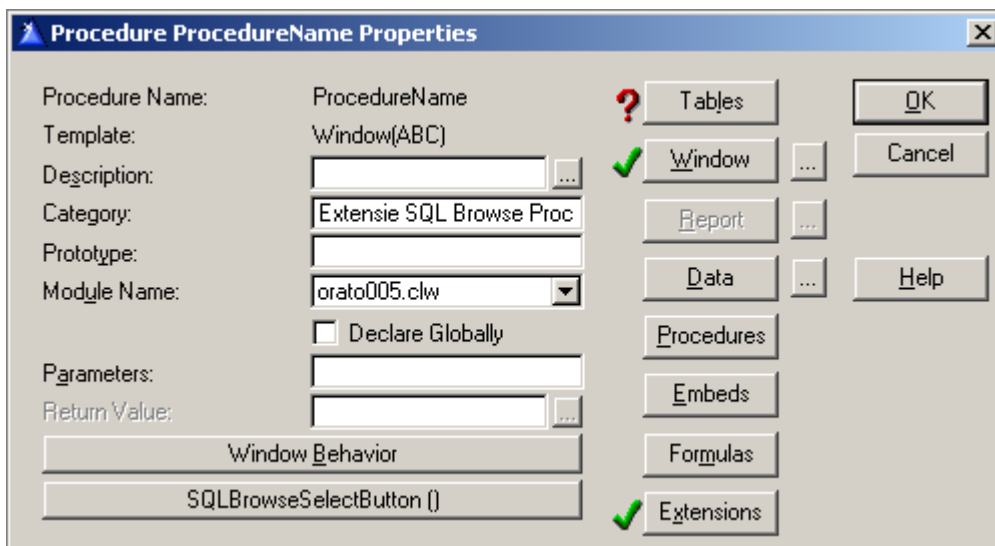 Procedure ProcedureName Properties
Procedure Name: ProcedureName
Template: Window(ABC)
Description: ...
Category: Extensie SQL Browse Proc
Prototype:
Module Name: orato005.clw
Declare Globally
Parameters:
Return Value: ...
Window Behavior
SQLBrowseSelectButton ()
? Tables
Window ...
Report ...
Data ...
Procedures
Embeds
Formulas
Extensions
OK
Cancel
Help